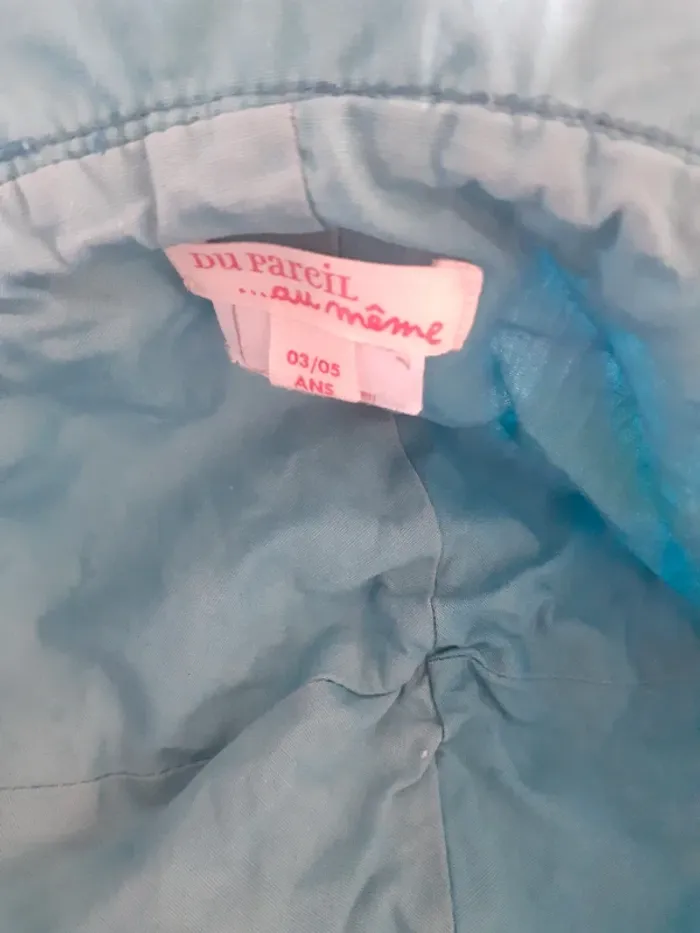 DU PAREIL
...au même
03/05
ANS